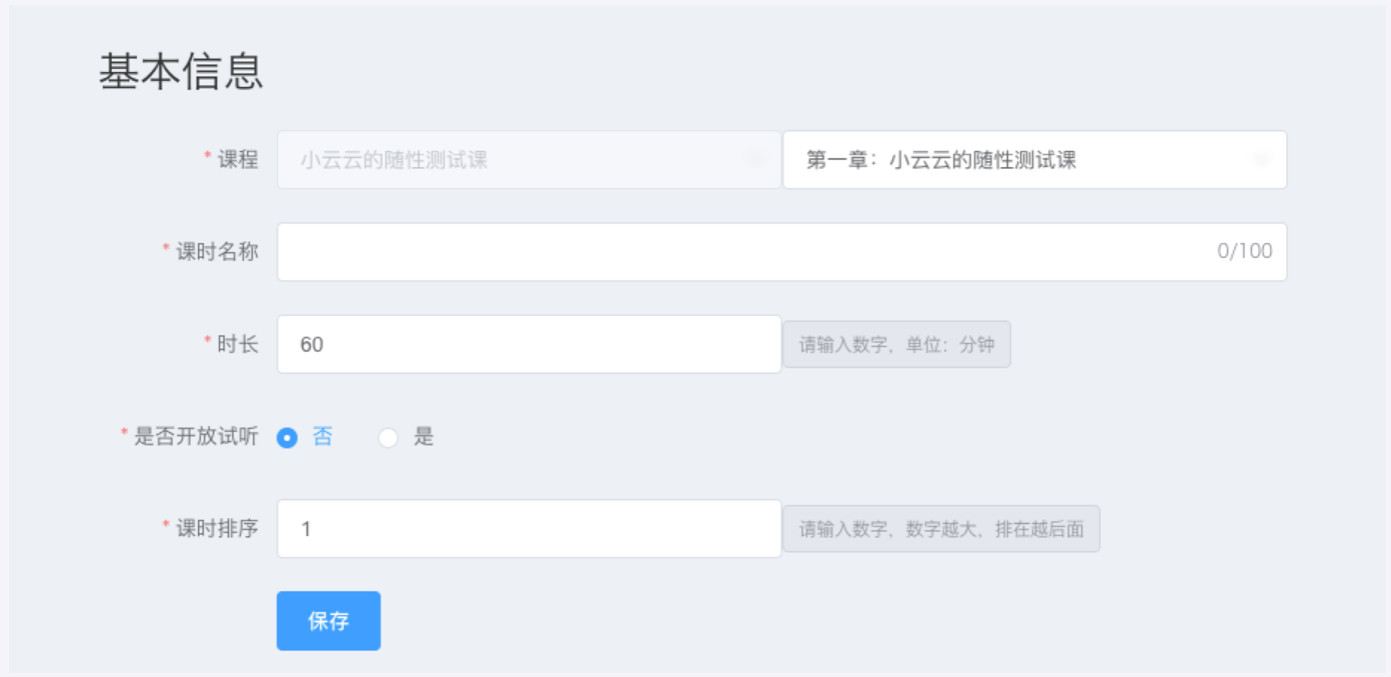 基本信息
* 课程 小云云的随性测试课 第一章：小云云的随性测试课
* 课时名称 0/100
* 时长 60 请输入数字，单位：分钟
* 是否开放试听 否 是
* 课时排序 1 请输入数字，数字越大，排在越后面
保存